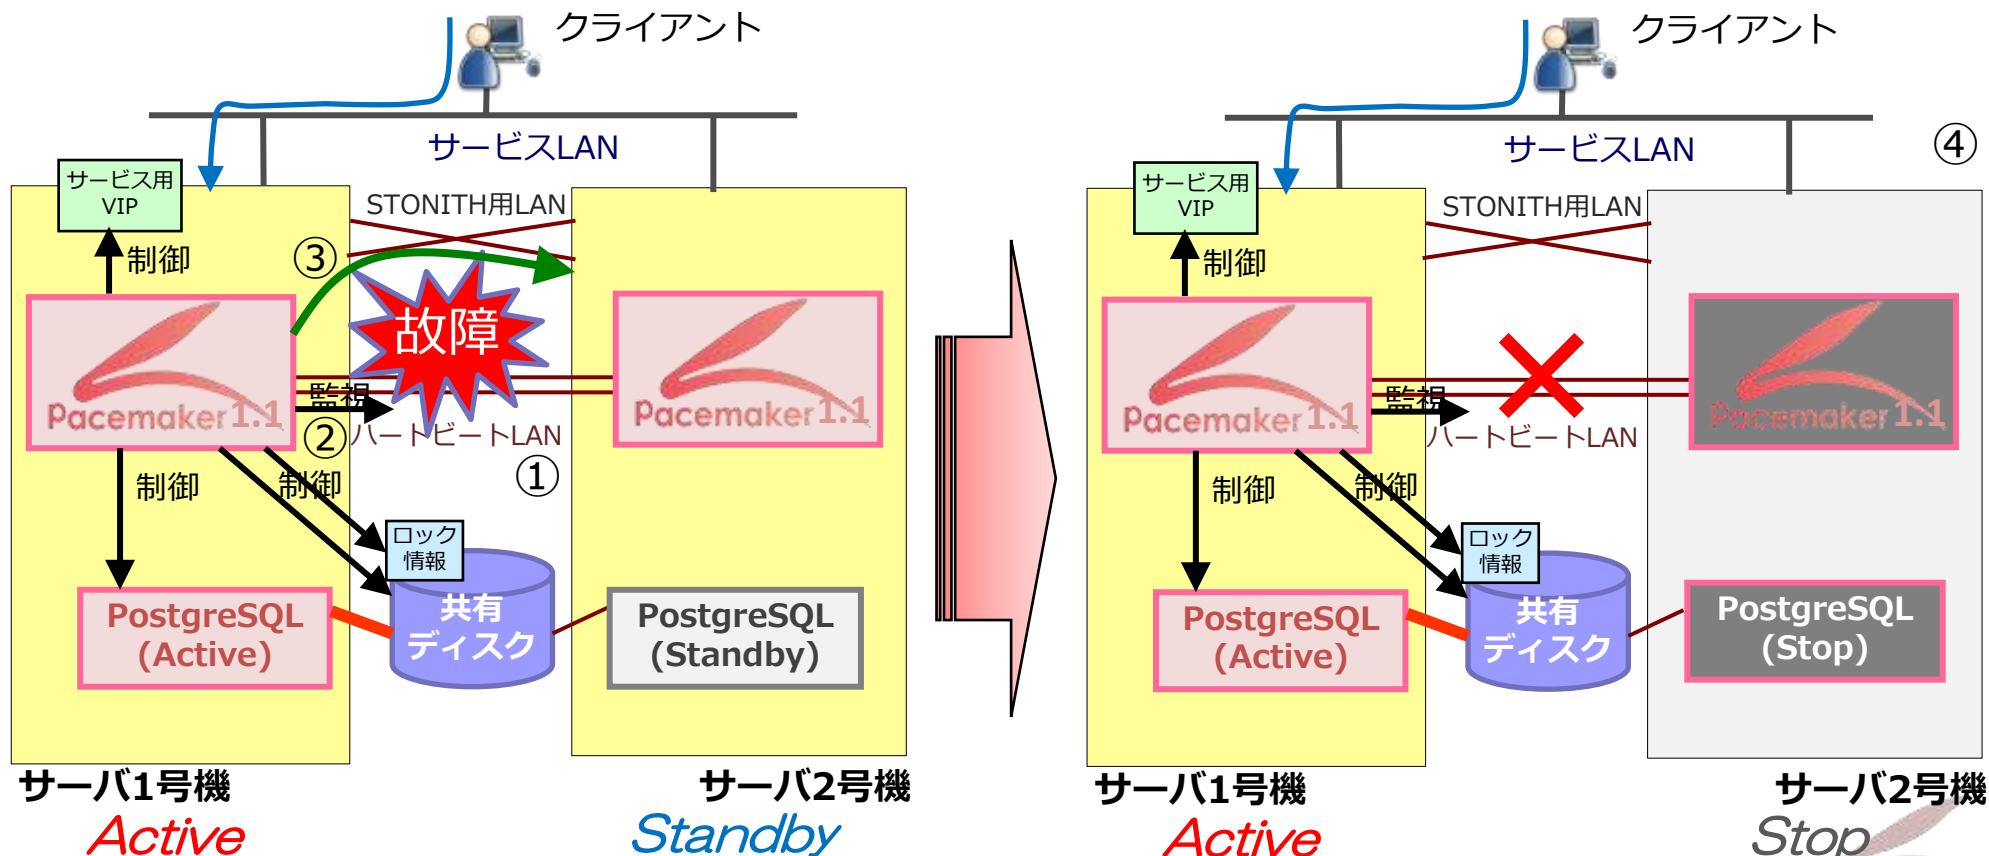 クライアント
サービスLAN
サービス用
VIP
STONITH用LAN
制御
③
故障
Pacemaker 1.1
Pacemaker 1.1
監視
②
ハートビートLAN
①
制御
制御
ロック
情報
共有
ディスク
PostgreSQL
(Active)
PostgreSQL
(Standby)
サーバ1号機
サーバ2号機
Active
Standby
クライアント
サービスLAN
④
サービス用
VIP
STONITH用LAN
制御
Pacemaker 1.1
Pacemaker 1.1
監視
ハートビートLAN
制御
制御
ロック
情報
共有
ディスク
PostgreSQL
(Active)
PostgreSQL
(Stop)
サーバ1号機
サーバ2号機
Active
Stop